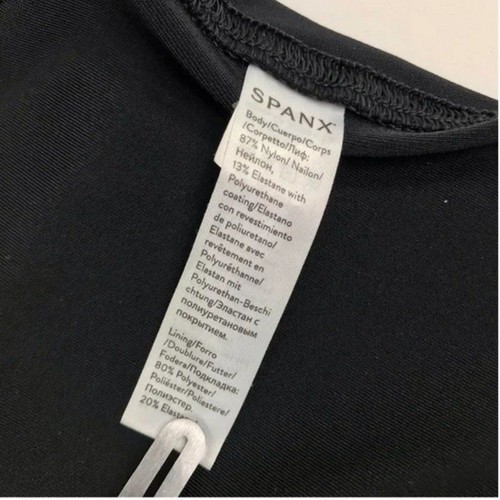 SPANX
Body/Cuerpo/Corps
/Corpetto/Лиф:
87% Nylon/ Nailon/
Нейлон,
13% Elastane with
Polyurethane
coating/Elastano
con revestimiento
de poliuretano/
Elastane avec
revêtement en
Polyuréthanne/
Elastan mit
Polyurethan-Beschi
chtung/Эластан с
полиуретановым
покрытием.
Lining/Forro
/Doublure/Futter/
Fodera/Подкладка:
80% Polyester/
Poliéster/Poliestere/
Полиэстер.
20%